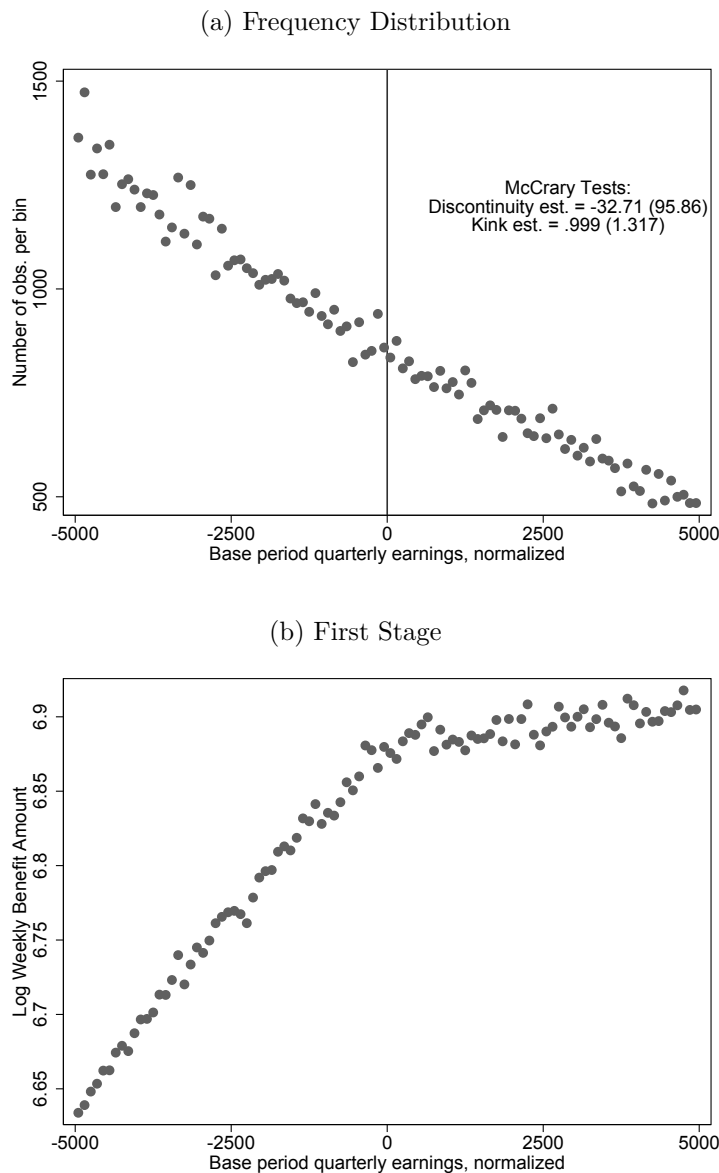 (a) Frequency Distribution
1500
1000
500
Number of obs. per bin
McCrary Tests:
Discontinuity est. = -32.71 (95.86)
Kink est. = .999 (1.317)
-5000 -2500 0 2500 5000
Base period quarterly earnings, normalized
(b) First Stage
6.9
6.85
6.8
6.75
6.7
6.65
Log Weekly Benefit Amount
-5000 -2500 0 2500 5000
Base period quarterly earnings, normalized